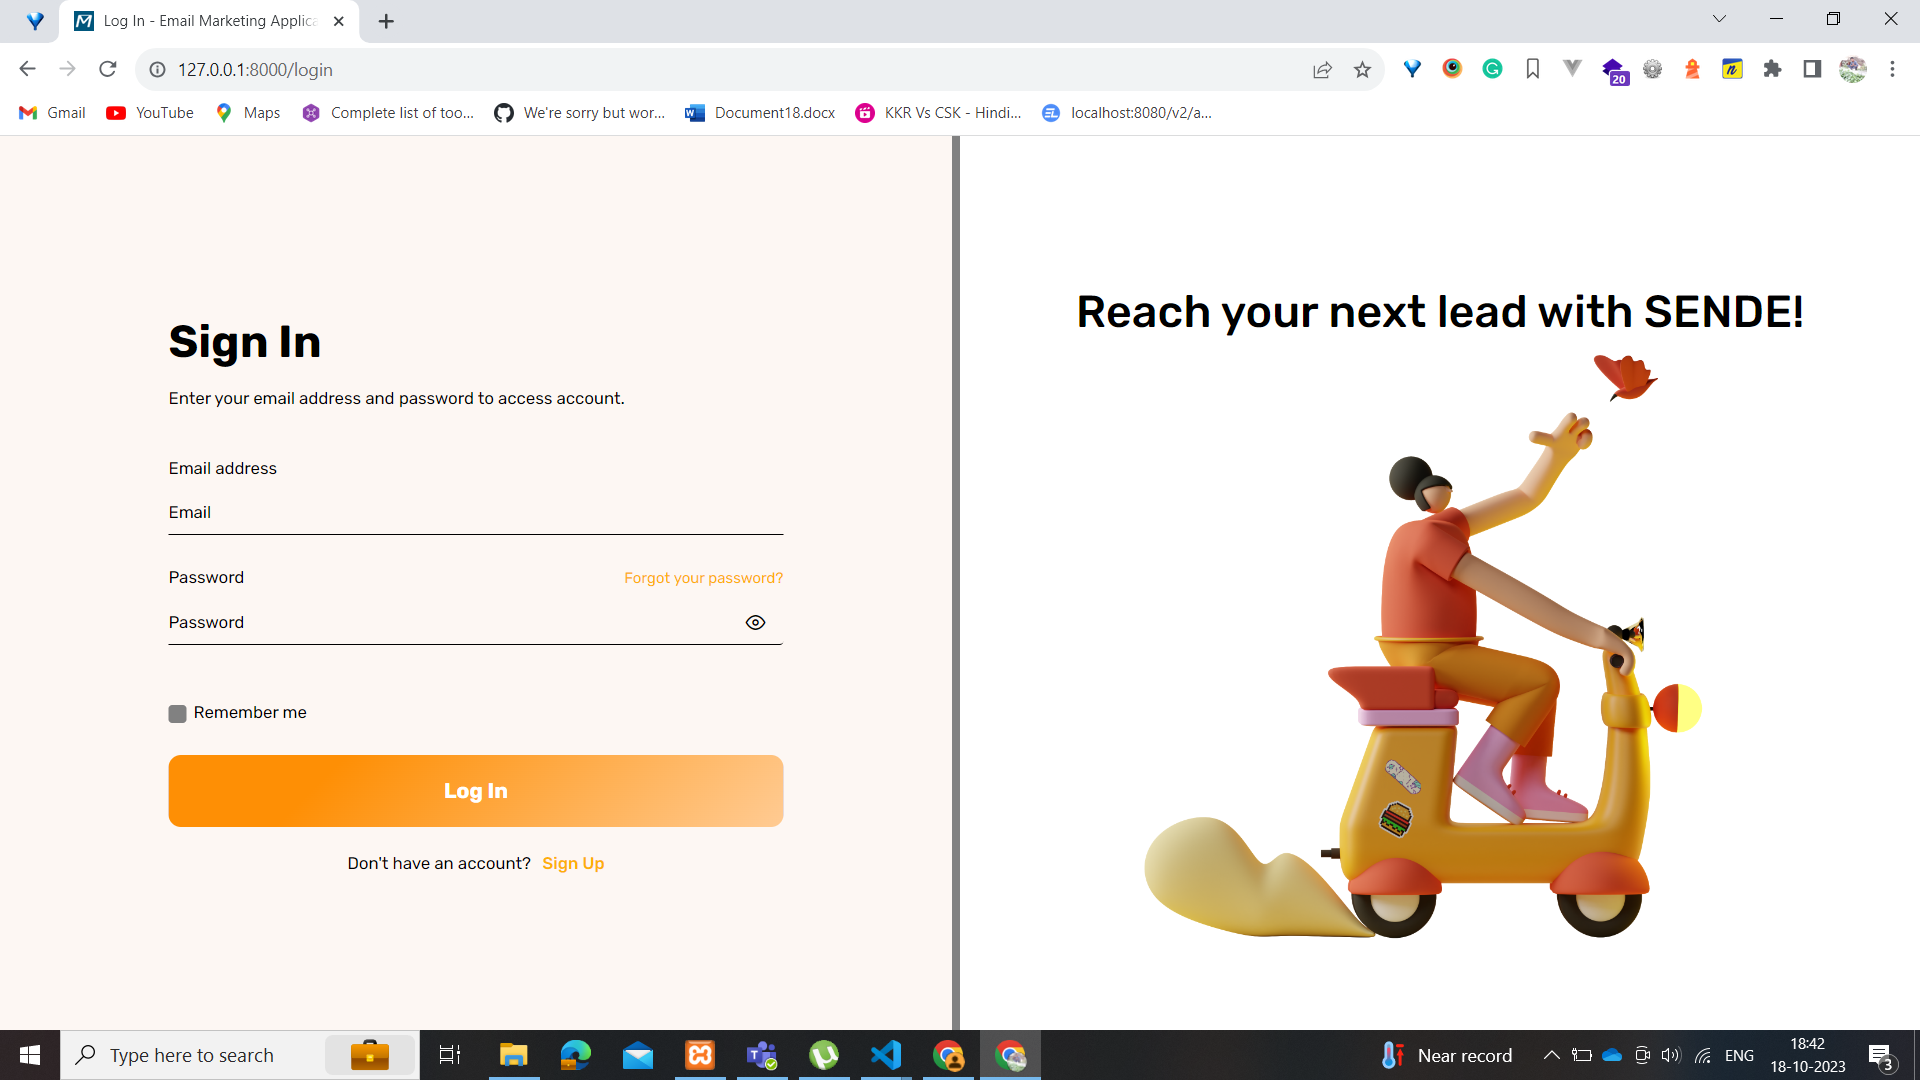 Log In - Email Marketing Applica
127.0.0.1:8000/login
20
Gmail
YouTube
Maps
Complete list of too...
We're sorry but wor...
Document18.docx
KKR Vs CSK - Hindi...
localhost:8080/v2/a...
Sign In
Enter your email address and password to access account.
Email address
Email
Password
Forgot your password?
Password
Remember me
Log In
Don't have an account? Sign Up
Reach your next lead with SENDE!
Type here to search
Near record
ENG
18:42
18-10-2023
3